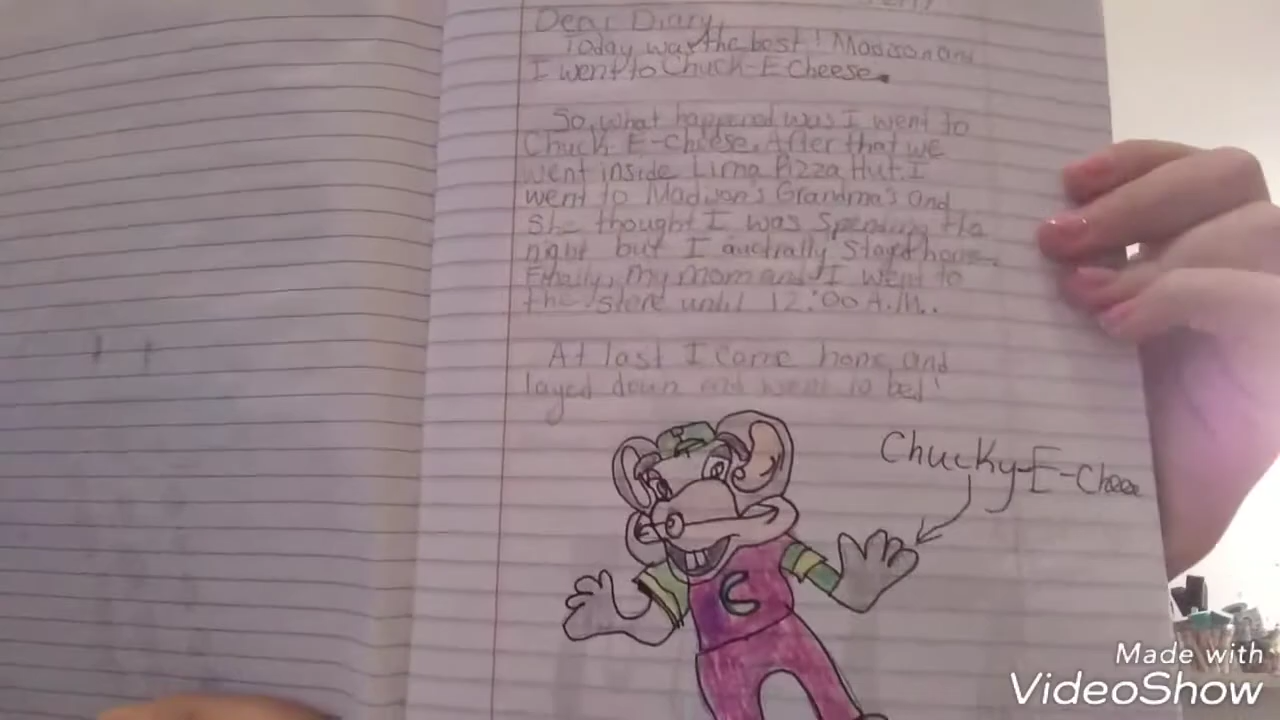 Dear Diary,
Today was the best! Madison and
I went to Chuck-E Cheese.
So, what happened was I went to
Chuck E-cheese. After that we
went inside Lima Pizza Hut. I
went to Madison's Grandma's and
She thought I was spending the
night but I auctrally stayed home.
Finally, my mom and I went to
the store until 12:00 A.M..
At last I came home and
layed down and went to bed!
Chucky-E-Cheese
C
Made with
VideoShow